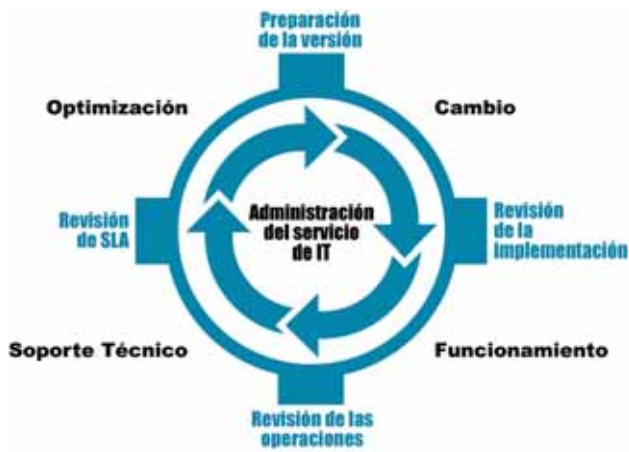 Preparación
de la versión
Optimización
Cambio
Revisión
de SLA
Administración
del servicio
de IT
Revisión
de la
implementación
Soporte Técnico
Funcionamiento
Revisión de las
operaciones